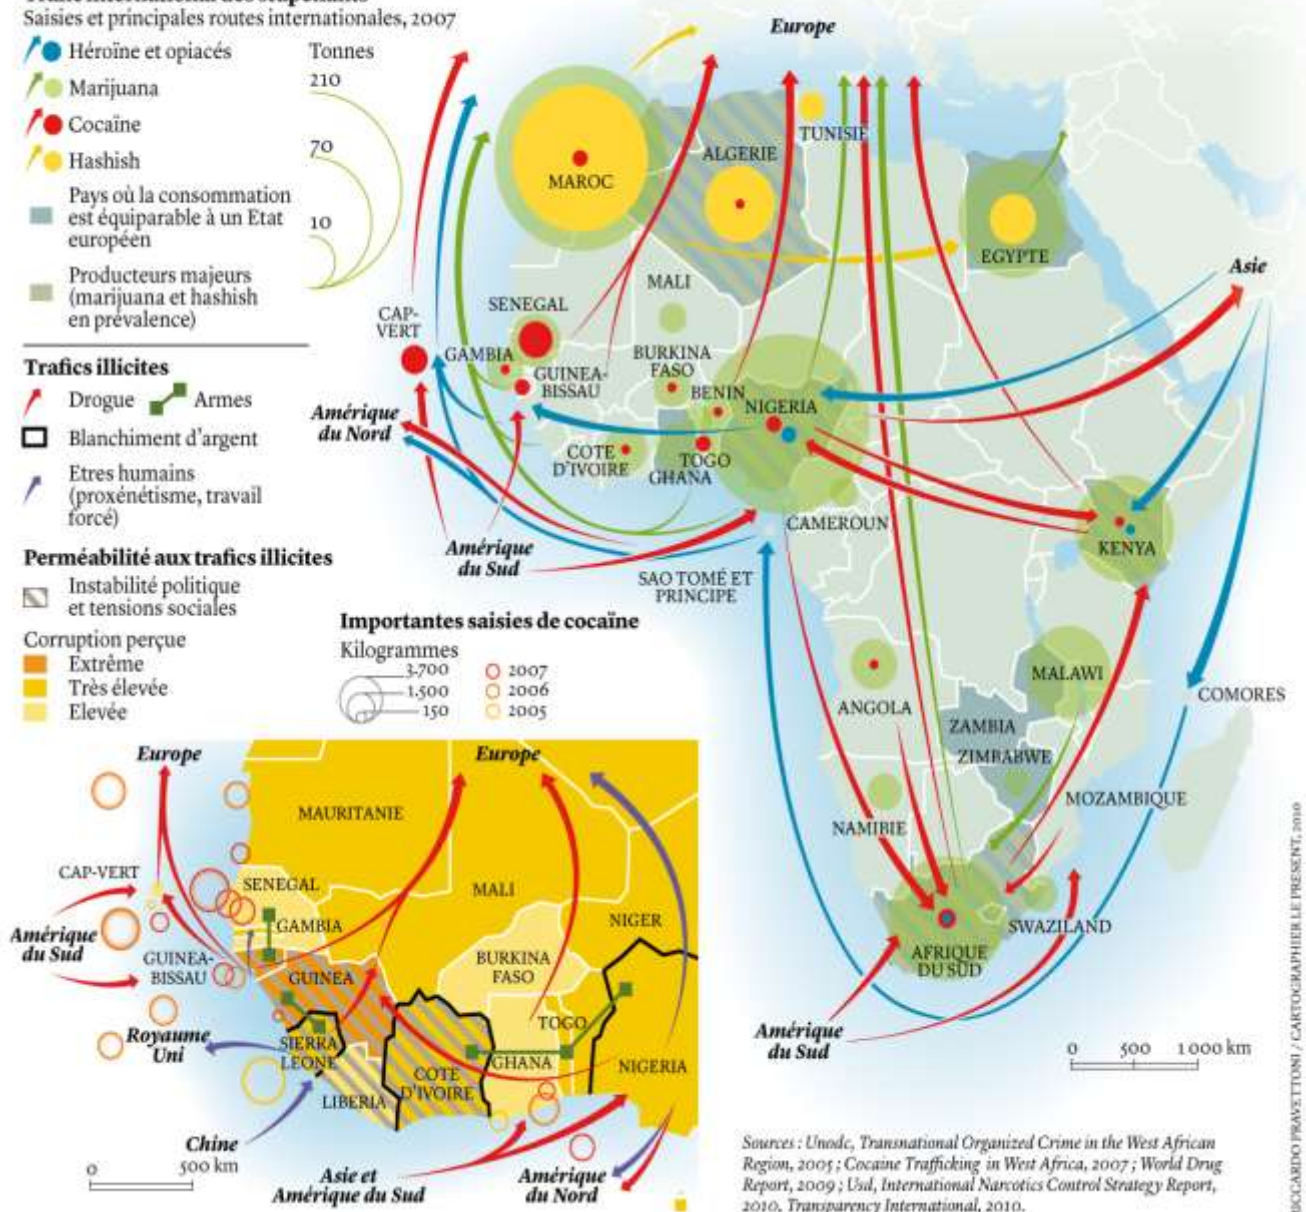 Saisies et principales routes internationales, 2007
Héroïne et opiacés
Marijuana
Cocaïne
Hashish
Pays où la consommation
est équiparable à un Etat
européen
Producteurs majeurs
(marijuana et hashish
en prévalence)
Tonnes
210
70
10
Trafics illicites
Drogue
Armes
Blanchiment d'argent
Etres humains
(proxénétisme, travail
forcé)
Perméabilité aux trafics illicites
Instabilité politique
et tensions sociales
Corruption perçue
Extrême
Très élevée
Elevée
Importantes saisies de cocaïne
Kilogrammes
3.700
1.500
150
2007
2006
2005
Europe
MAROC
ALGERIE
TUNISIE
EGYPTE
Asie
MALI
SENEGAL
CAP-
VERT
GAMBIA
GUINEA-
BISSAU
BURKINA
FASO
BENIN
NIGERIA
Amérique
du Nord
COTE
D'IVOIRE
TOGO
GHANA
CAMEROUN
KENYA
Amérique
du Sud
SAO TOMÉ ET
PRINCIPE
MALAWI
COMORES
ANGOLA
ZAMBIA
ZIMBABWE
MOZAMBIQUE
NAMIBIE
SWAZILAND
AFRIQUE
DU SUD
Amérique
du Sud
0 500 1000 km
Europe
Europe
MAURITANIE
CAP-VERT
SENEGAL
MALI
GAMBIA
NIGER
Amérique
du Sud
GUINEA-
BISSAU
GUINEA
BURKINA
FASO
Royaume
Uni
SIERRA
LEONE
TOGO
GHANA
NIGERIA
COTE
D'IVOIRE
LIBERIA
Chine
0 500 km
Asie et
Amérique du Sud
Amérique
du Nord
Sources : Unodc, Transnational Organized Crime in the West African
Region, 2005 ; Cocaine Trafficking in West Africa, 2007 ; World Drug
Report, 2009 ; Usd, International Narcotics Control Strategy Report,
2010, Transparency International, 2010.
RICCARDO PRAVETTONI / CARTOGRAPHIER LE PRESENT, 2010